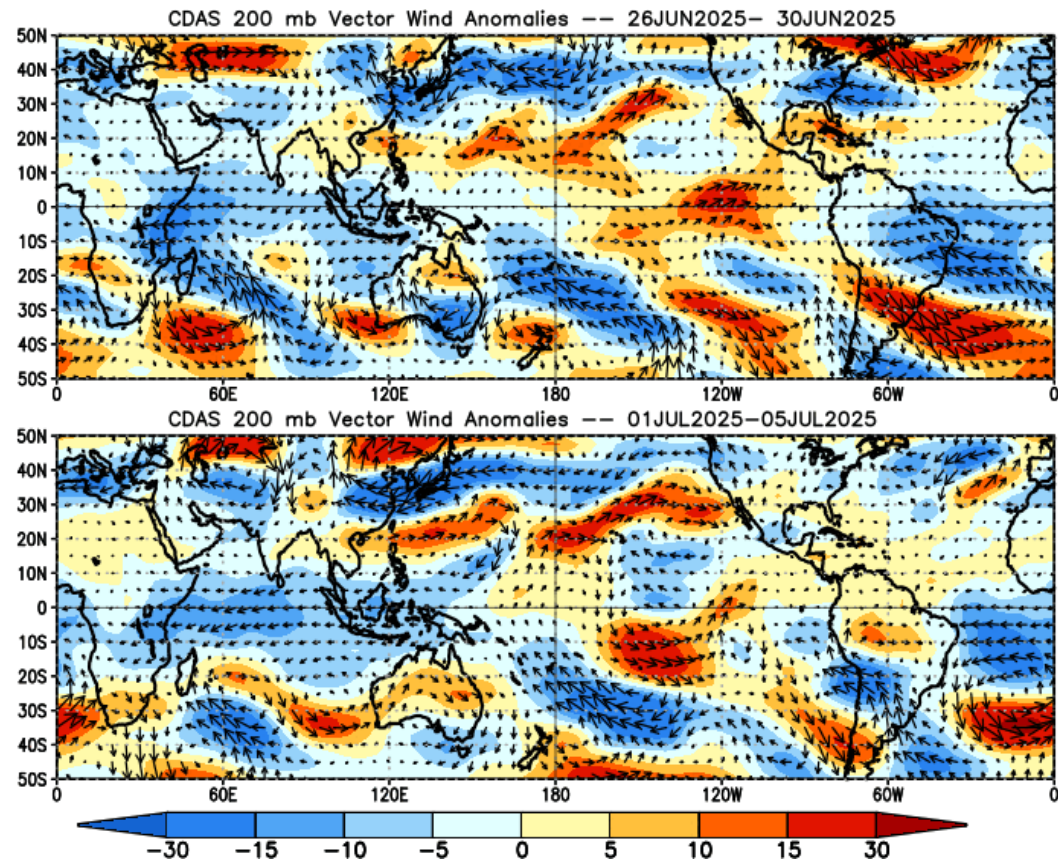 CDAS 200 mb Vector Wind Anomalies -- 26JUN2025- 30JUN2025
50N
40N
30N
20N
10N
0
10S
20S
30S
40S
50S
0 60E 120E 180 120W 60W 0
CDAS 200 mb Vector Wind Anomalies -- 01JUL2025-05JUL2025
50N
40N
30N
20N
10N
0
10S
20S
30S
40S
50S
0 60E 120E 180 120W 60W 0
-30 -15 -10 -5 0 5 10 15 30